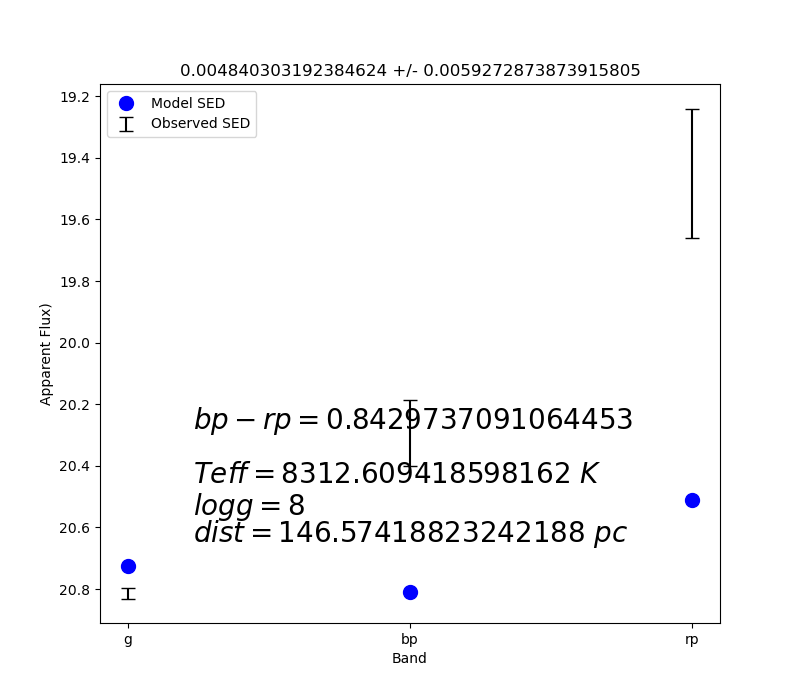 0.004840303192384624 +/- 0.0059272873873915805
Model SED
Observed SED
19.2
19.4
19.6
19.8
20.0
20.2
20.4
20.6
20.8
Apparent Flux)
bp − rp = 0.8429737091064453
Teff = 8312.609418598162 K
logg = 8
dist = 146.57418823242188 pc
g bp rp
Band